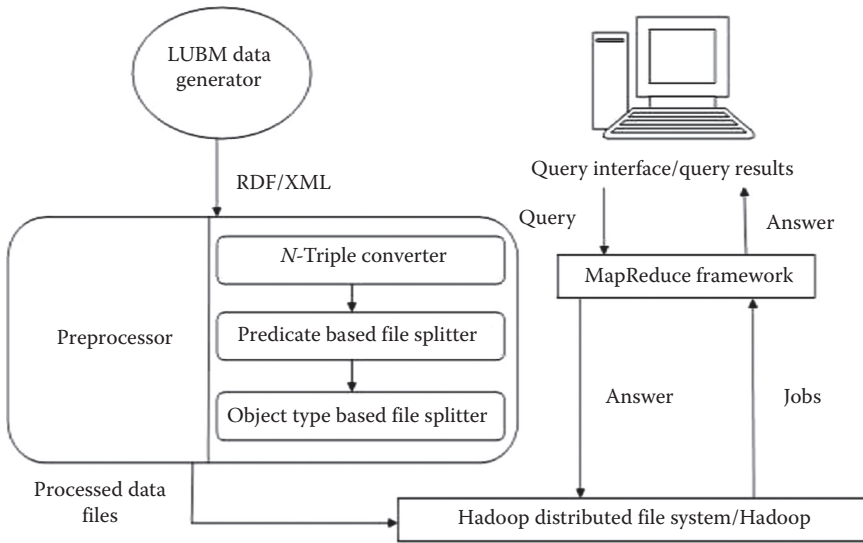 LUBM data
generator
RDF/XML
Preprocessor
N-Triple converter
Predicate based file splitter
Object type based file splitter
Processed data
files
Query interface/query results
Query
Answer
MapReduce framework
Answer
Jobs
Hadoop distributed file system/Hadoop